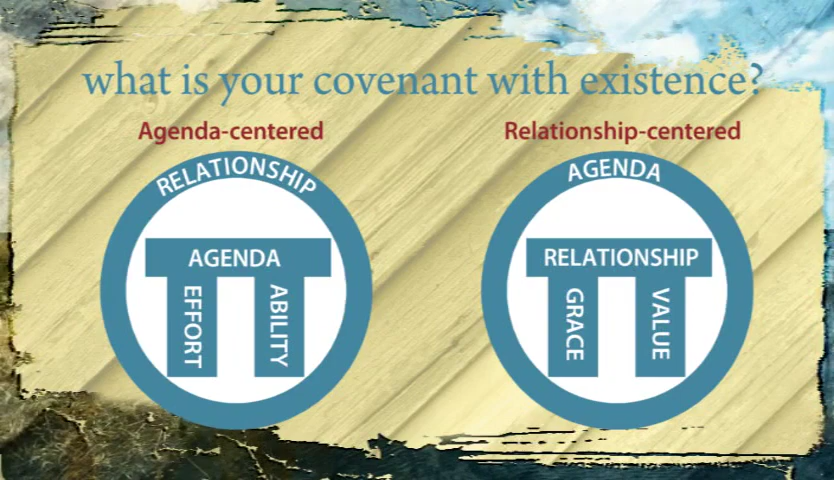 what is your covenant with existence?
Agenda-centered
RELATIONSHIP
AGENDA
EFFORT
ABILITY
Relationship-centered
AGENDA
RELATIONSHIP
GRACE
VALUE